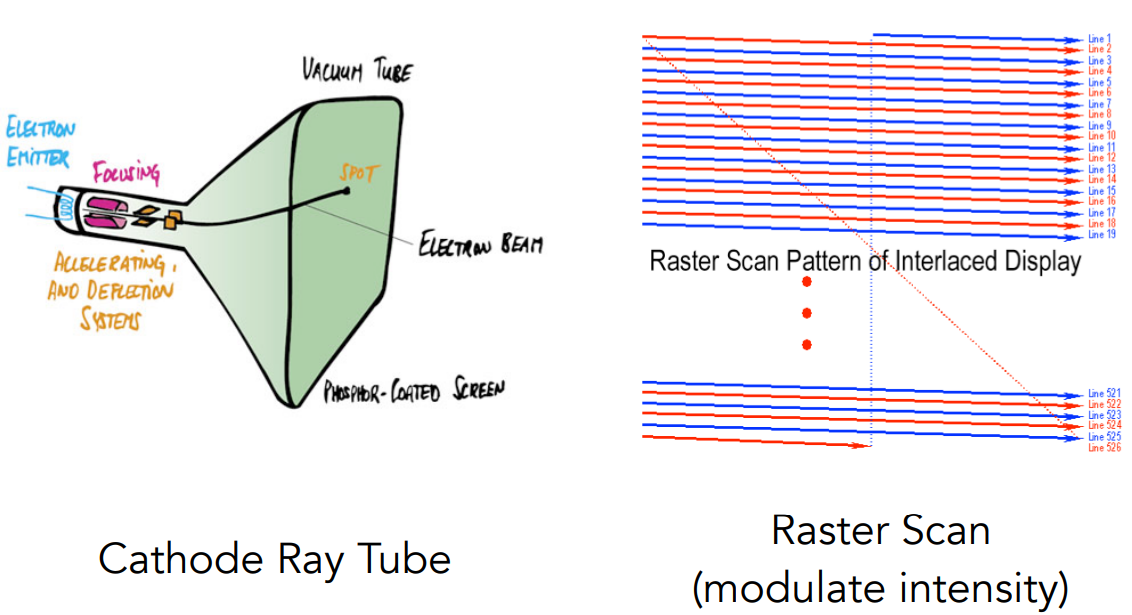 VACUUM TUBE
ELECTRON
EMITTER
FOCUSING
SPOT
ELECTRON BEAM
ACCELERATING,
AND DEFLECTION
SYSTEMS
PHOSPHOR-COATED SCREEN
Cathode Ray Tube
Line 1
Line 2
Line 3
Line 4
Line 5
Line 6
Line 7
Line 8
Line 9
Line 10
Line 11
Line 12
Line 13
Line 14
Line 15
Line 16
Line 17
Line 18
Line 19
Raster Scan Pattern of Interlaced Display
Line 521
Line 522
Line 523
Line 524
Line 525
Line 526
Raster Scan
(modulate intensity)